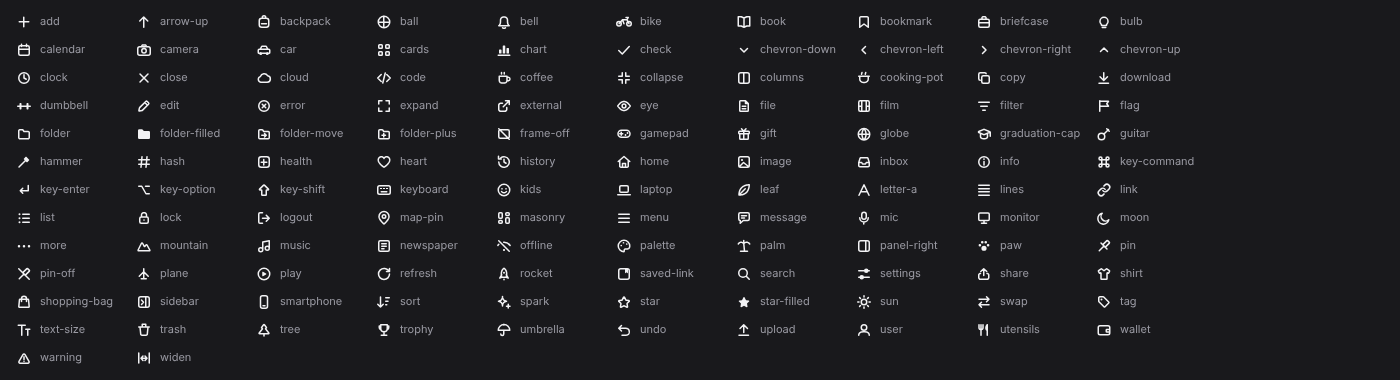 add arrow-up backpack ball bell bike book bookmark briefcase bulb
calendar camera car cards chart check chevron-down chevron-left chevron-right chevron-up
clock close cloud code coffee collapse columns cooking-pot copy download
dumbbell edit error expand external eye file film filter flag
folder folder-filled folder-move folder-plus frame-off gamepad gift globe graduation-cap guitar
hammer hash health heart history home image inbox info key-command
key-enter key-option key-shift keyboard kids laptop leaf letter-a lines link
list lock logout map-pin masonry menu message mic monitor moon
more mountain music newspaper offline palette palm panel-right paw pin
pin-off plane play refresh rocket saved-link search settings share shirt
shopping-bag sidebar smartphone sort spark star star-filled sun swap tag
text-size trash tree trophy umbrella undo upload user utensils wallet
warning widen